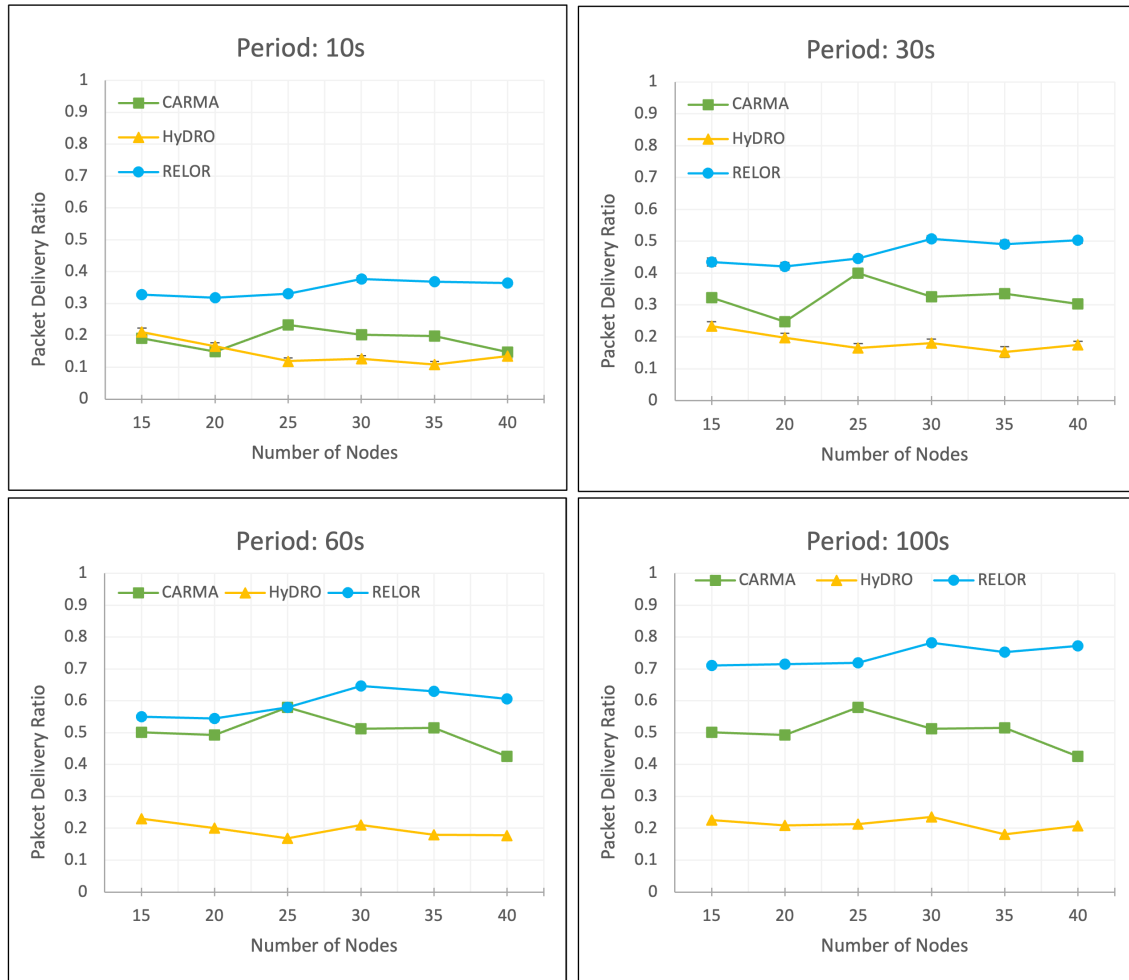 Period: 10s
Packet Delivery Ratio
1
0.9
0.8
0.7
0.6
0.5
0.4
0.3
0.2
0.1
0
CARMA
HyDRO
RELOR
15 20 25 30 35 40
Number of Nodes
Period: 30s
Packet Delivery Ratio
1
0.9
0.8
0.7
0.6
0.5
0.4
0.3
0.2
0.1
0
CARMA
HyDRO
RELOR
15 20 25 30 35 40
Number of Nodes
Period: 60s
Pakcet Delivery Ratio
1
0.9
0.8
0.7
0.6
0.5
0.4
0.3
0.2
0.1
0
CARMA HyDRO RELOR
15 20 25 30 35 40
Number of Nodes
Period: 100s
Packet Delivery Ratio
1
0.9
0.8
0.7
0.6
0.5
0.4
0.3
0.2
0.1
0
CARMA HyDRO RELOR
15 20 25 30 35 40
Number of Nodes